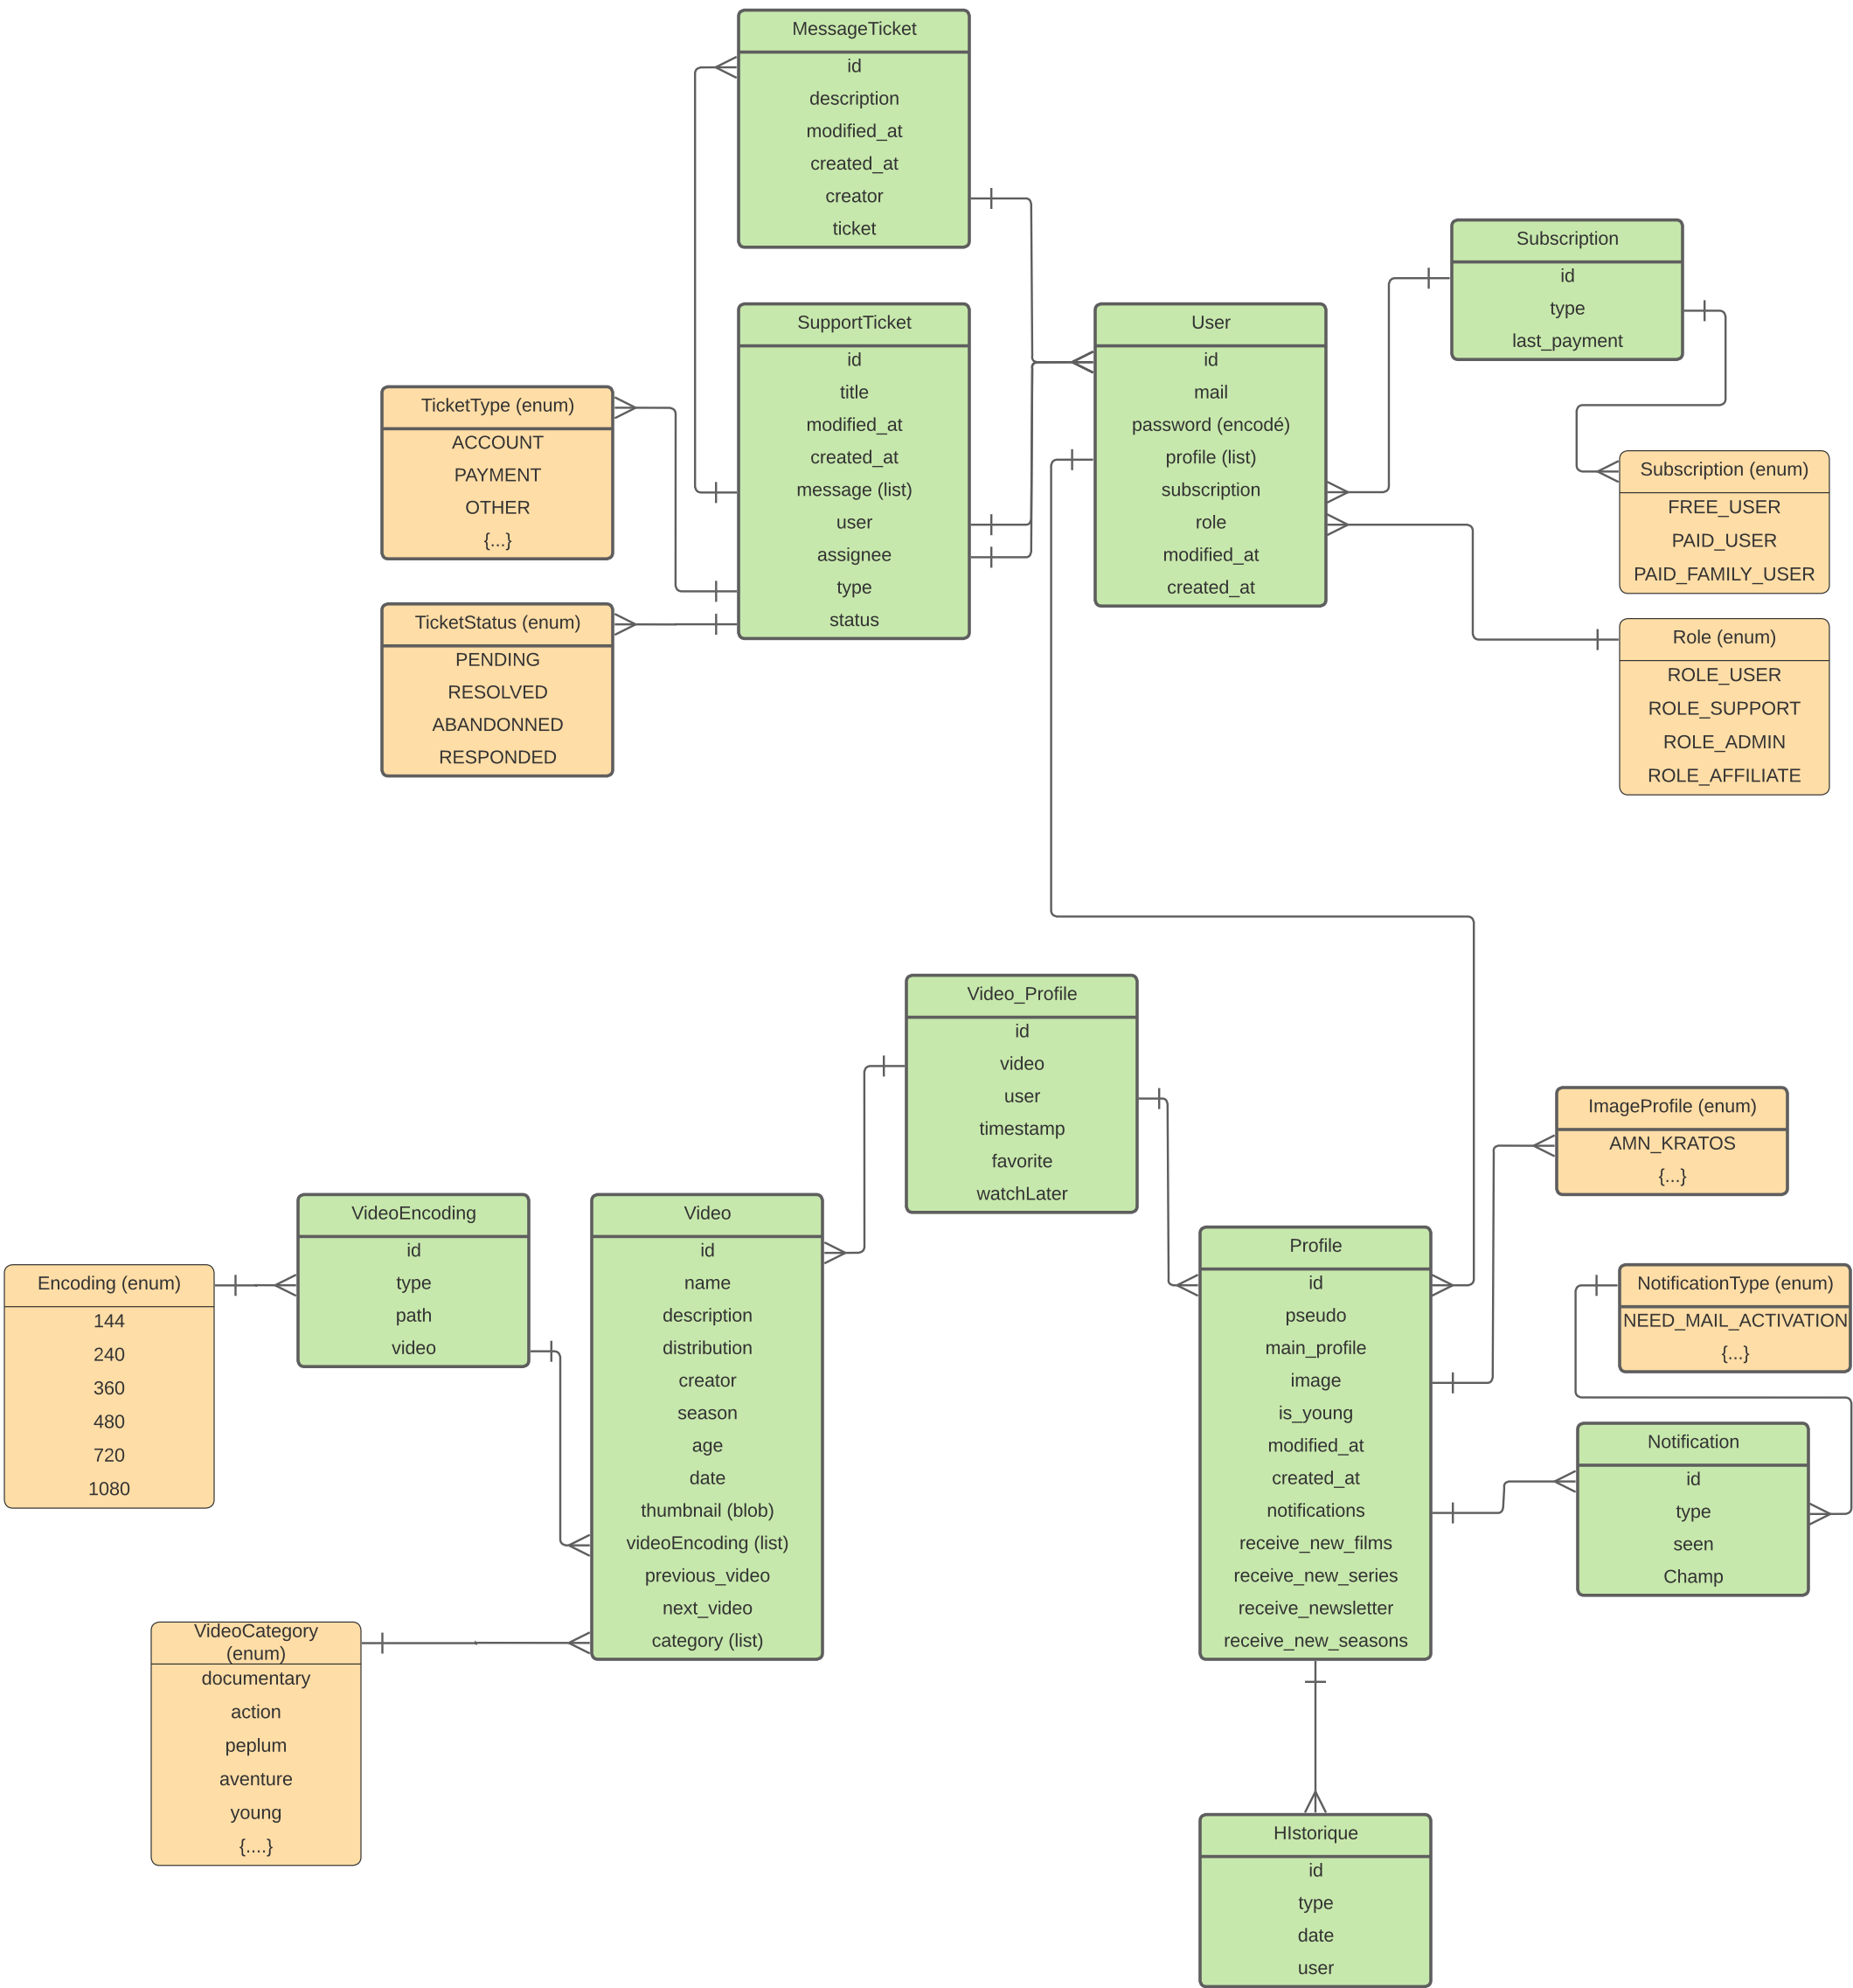 MessageTicket
id
description
modified_at
created_at
creator
ticket
Subscription
id
type
last_payment
SupportTicket
id
title
modified_at
created_at
message (list)
user
assignee
type
status
User
id
mail
password (encodé)
profile (list)
subscription
role
modified_at
created_at
TicketType (enum)
ACCOUNT
PAYMENT
OTHER
{...}
Subscription (enum)
FREE_USER
PAID_USER
PAID_FAMILY_USER
TicketStatus (enum)
PENDING
RESOLVED
ABANDONNED
RESPONDED
Role (enum)
ROLE_USER
ROLE_SUPPORT
ROLE_ADMIN
ROLE_AFFILIATE
Video_Profile
id
video
user
timestamp
favorite
watchLater
ImageProfile (enum)
AMN_KRATOS
{...}
VideoEncoding
id
type
path
video
Video
id
name
description
distribution
creator
season
age
date
thumbnail (blob)
videoEncoding (list)
previous_video
next_video
category (list)
Profile
id
pseudo
main_profile
image
is_young
modified_at
created_at
notifications
receive_new_films
receive_new_series
receive_newsletter
receive_new_seasons
Encoding (enum)
144
240
360
480
720
1080
NotificationType (enum)
NEED_MAIL_ACTIVATION
{...}
Notification
id
type
seen
Champ
VideoCategory
(enum)
documentary
action
peplum
aventure
young
{....}
HIstorique
id
type
date
user